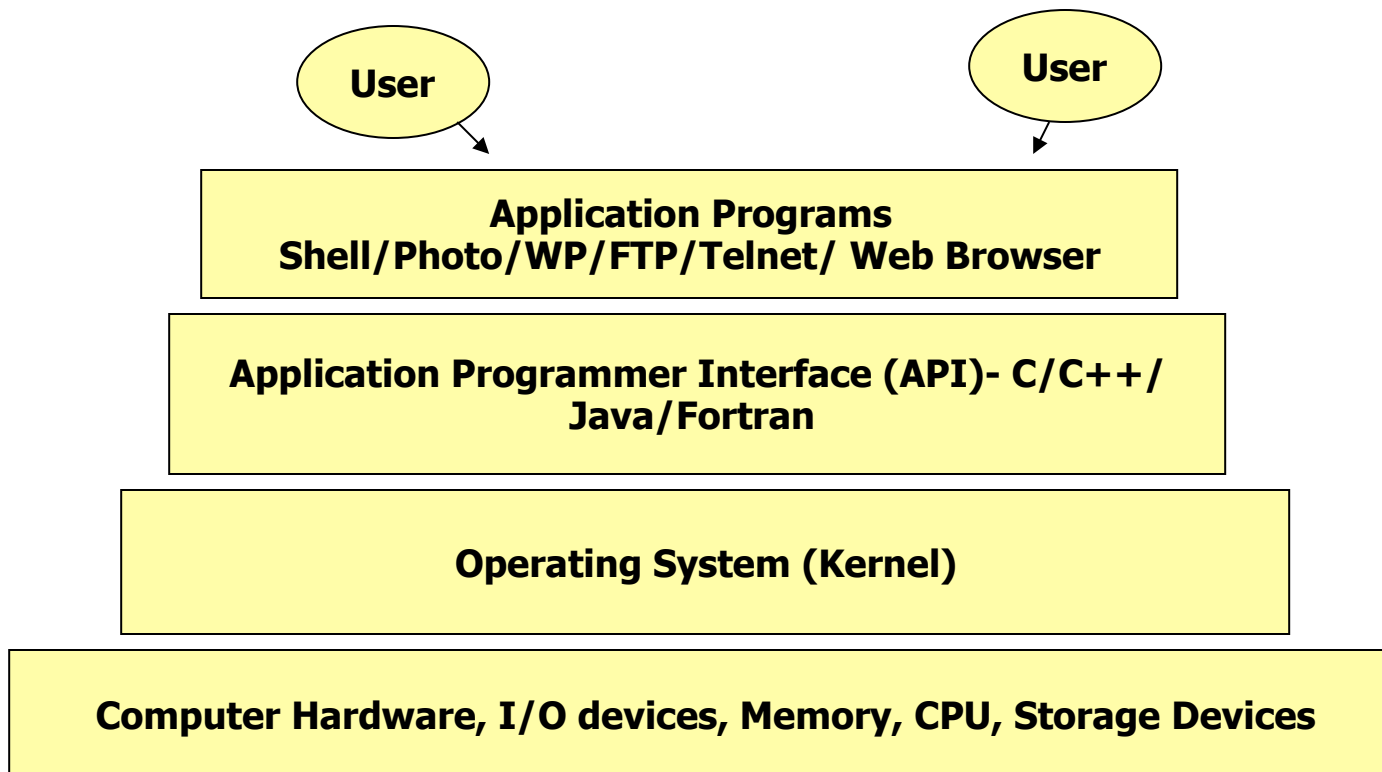 User
User
Application Programs
Shell/Photo/WP/FTP/Telnet/ Web Browser
Application Programmer Interface (API)- C/C++/
Java/Fortran
Operating System (Kernel)
Computer Hardware, I/O devices, Memory, CPU, Storage Devices